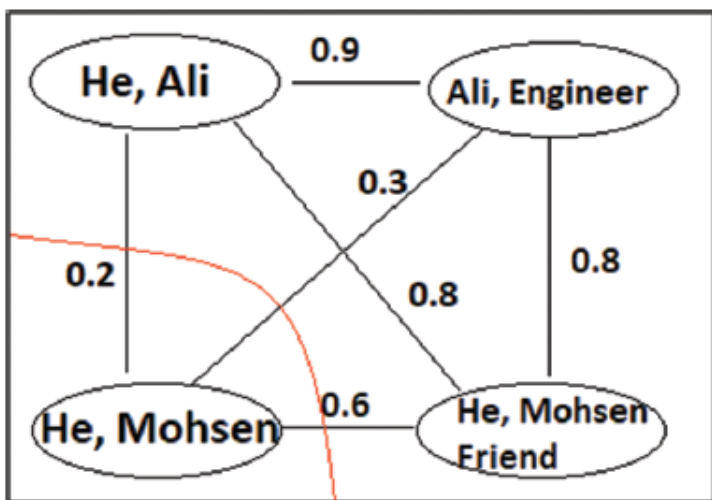 0.9
He, Ali
Ali, Engineer
0.3
0.2
0.8
0.8
0.6
He, Mohsen
He, Mohsen
Friend